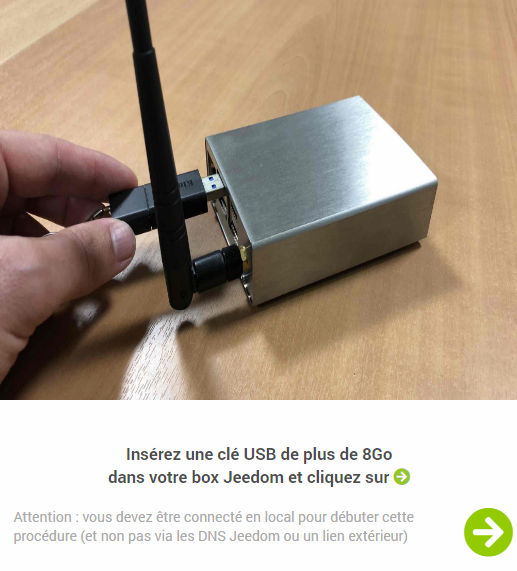 Insérez une clé USB de plus de 8Go
dans votre box Jeedom et cliquez sur
Attention : vous devez être connecté en local pour débuter cette
procédure (et non pas via les DNS Jeedom ou un lien extérieur)